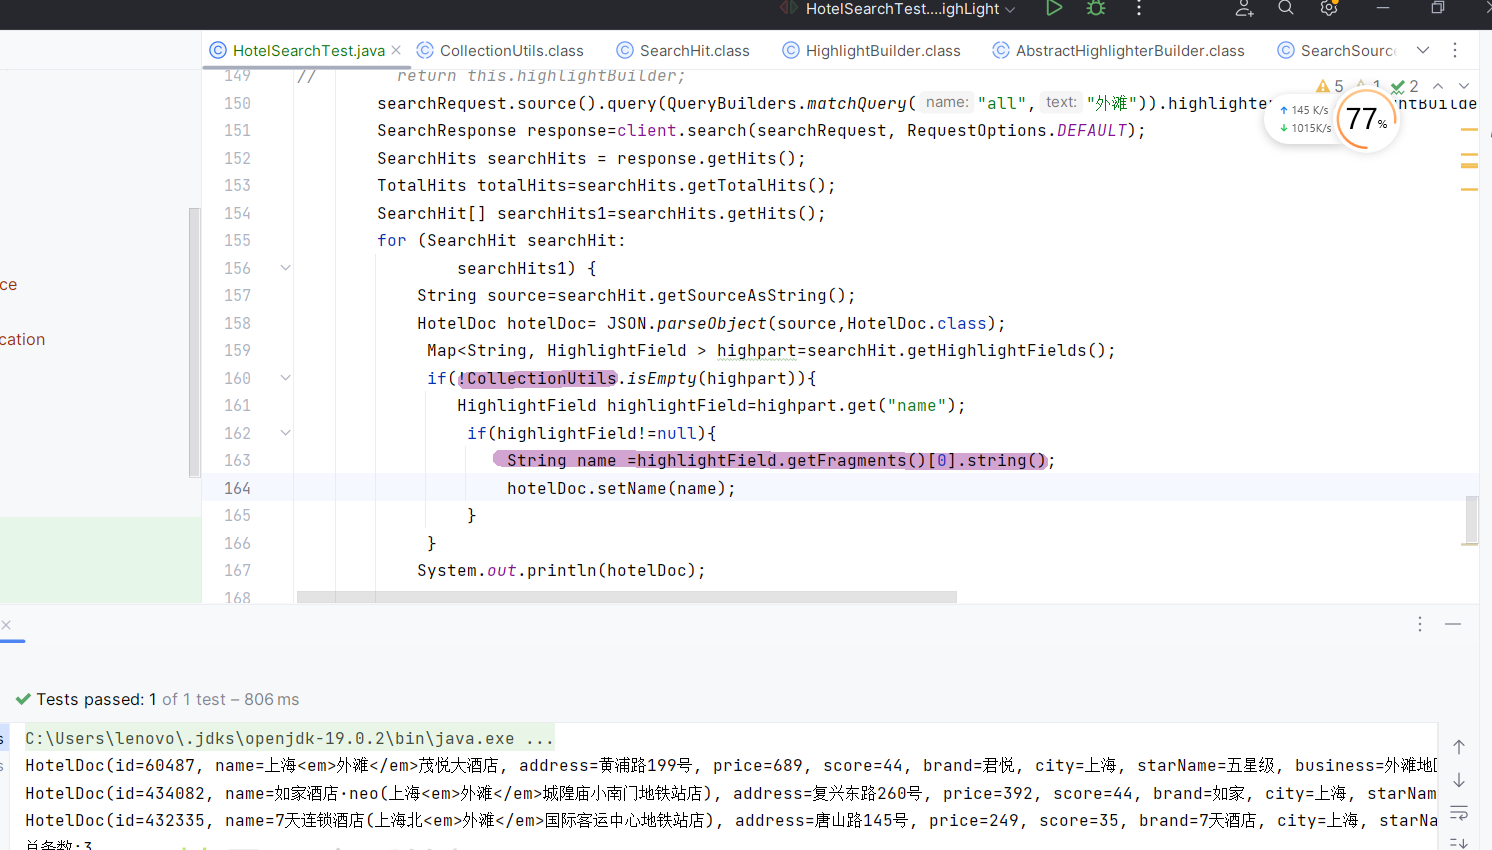 HotelSearchTest....ighLight
HotelSearchTest.java CollectionUtils.class SearchHit.class HighlightBuilder.class AbstractHighlighterBuilder.class SearchSourc
149 // return this.highlightBuilder;
5 1 2
150 searchRequest.source().query(QueryBuilders.matchQuery( name: "all", text: "外滩")).highlighte
151 SearchResponse response=client.search(searchRequest, RequestOptions.DEFAULT);
145 K/s
1015K/s
77%
152 SearchHits searchHits = response.getHits();
153 TotalHits totalHits=searchHits.getTotalHits();
154 SearchHit[] searchHits1=searchHits.getHits();
155 for (SearchHit searchHit:
156 searchHits1) {
157 String source=searchHit.getSourceAsString();
158 HotelDoc hotelDoc= JSON.parseObject(source,HotelDoc.class);
159 Map<String, HighlightField > highpart=searchHit.getHighlightFields();
160 if(!CollectionUtils.isEmpty(highpart)){
161 HighlightField highlightField=highpart.get("name");
162 if(highlightField!=null){
163 String name =highlightField.getFragments()[0].string();
164 hotelDoc.setName(name);
165 }
166 }
167 System.out.println(hotelDoc);
168
ce
cation
Tests passed: 1 of 1 test – 806 ms
C:\Users\lenovo\.jdks\openjdk-19.0.2\bin\java.exe ...
HotelDoc(id=60487, name=上海<em>外滩</em>茂悦大酒店, address=黄浦路199号, price=689, score=44, brand=君悦, city=上海, starName=五星级, business=外滩地
HotelDoc(id=434082, name=如家酒店·neo(上海<em>外滩</em>城隍庙小南门地铁站店), address=复兴东路260号, price=392, score=44, brand=如家, city=上海, starNam
HotelDoc(id=432335, name=7天连锁酒店(上海北<em>外滩</em>国际客运中心地铁站店), address=唐山路145号, price=249, score=35, brand=7天酒店, city=上海, starNa
总条数:3